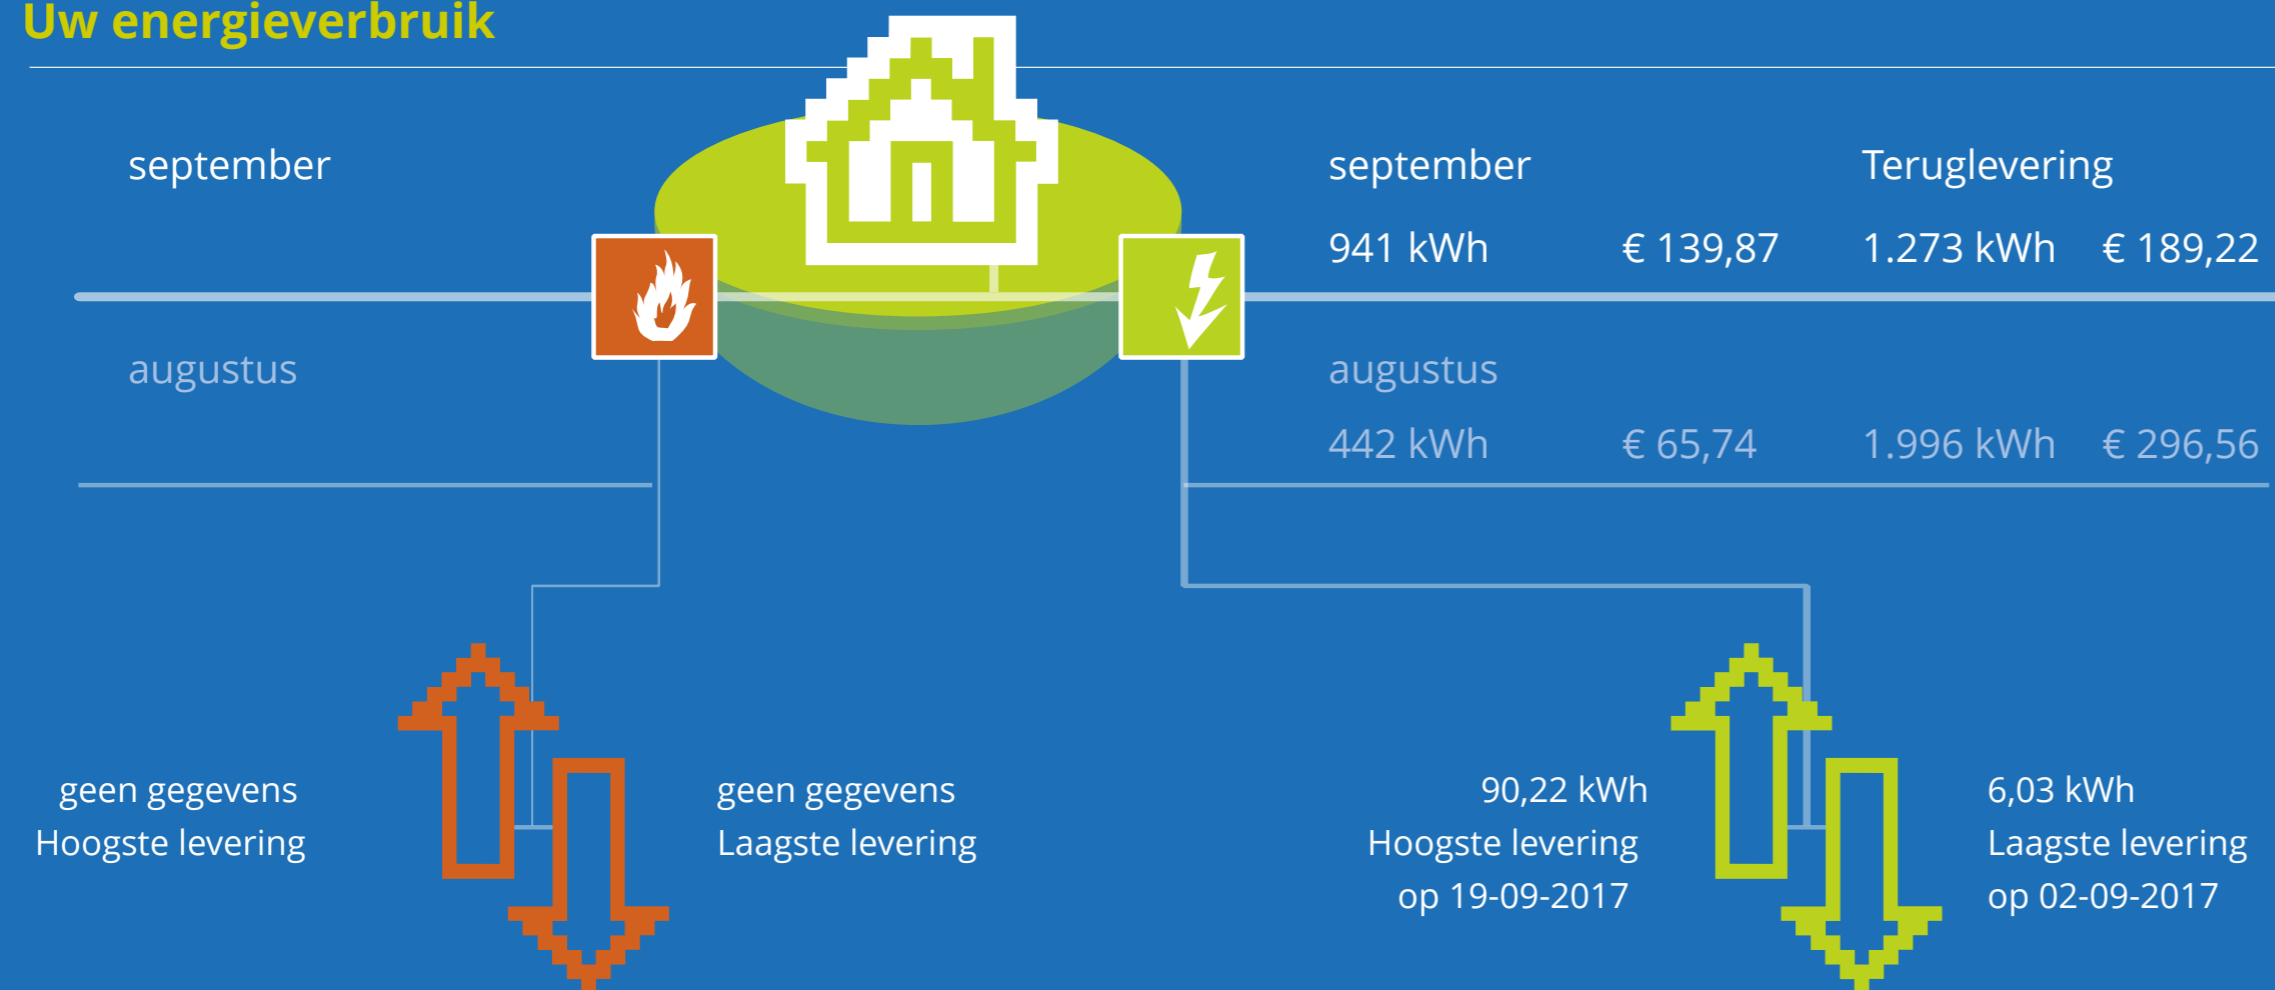 Uw energieverbruik
september
september Teruglevering
941 kWh € 139,87 1.273 kWh € 189,22
augustus
augustus
442 kWh € 65,74 1.996 kWh € 296,56
geen gegevens
Hoogste levering
geen gegevens
Laagste levering
90,22 kWh
Hoogste levering
op 19-09-2017
6,03 kWh
Laagste levering
op 02-09-2017